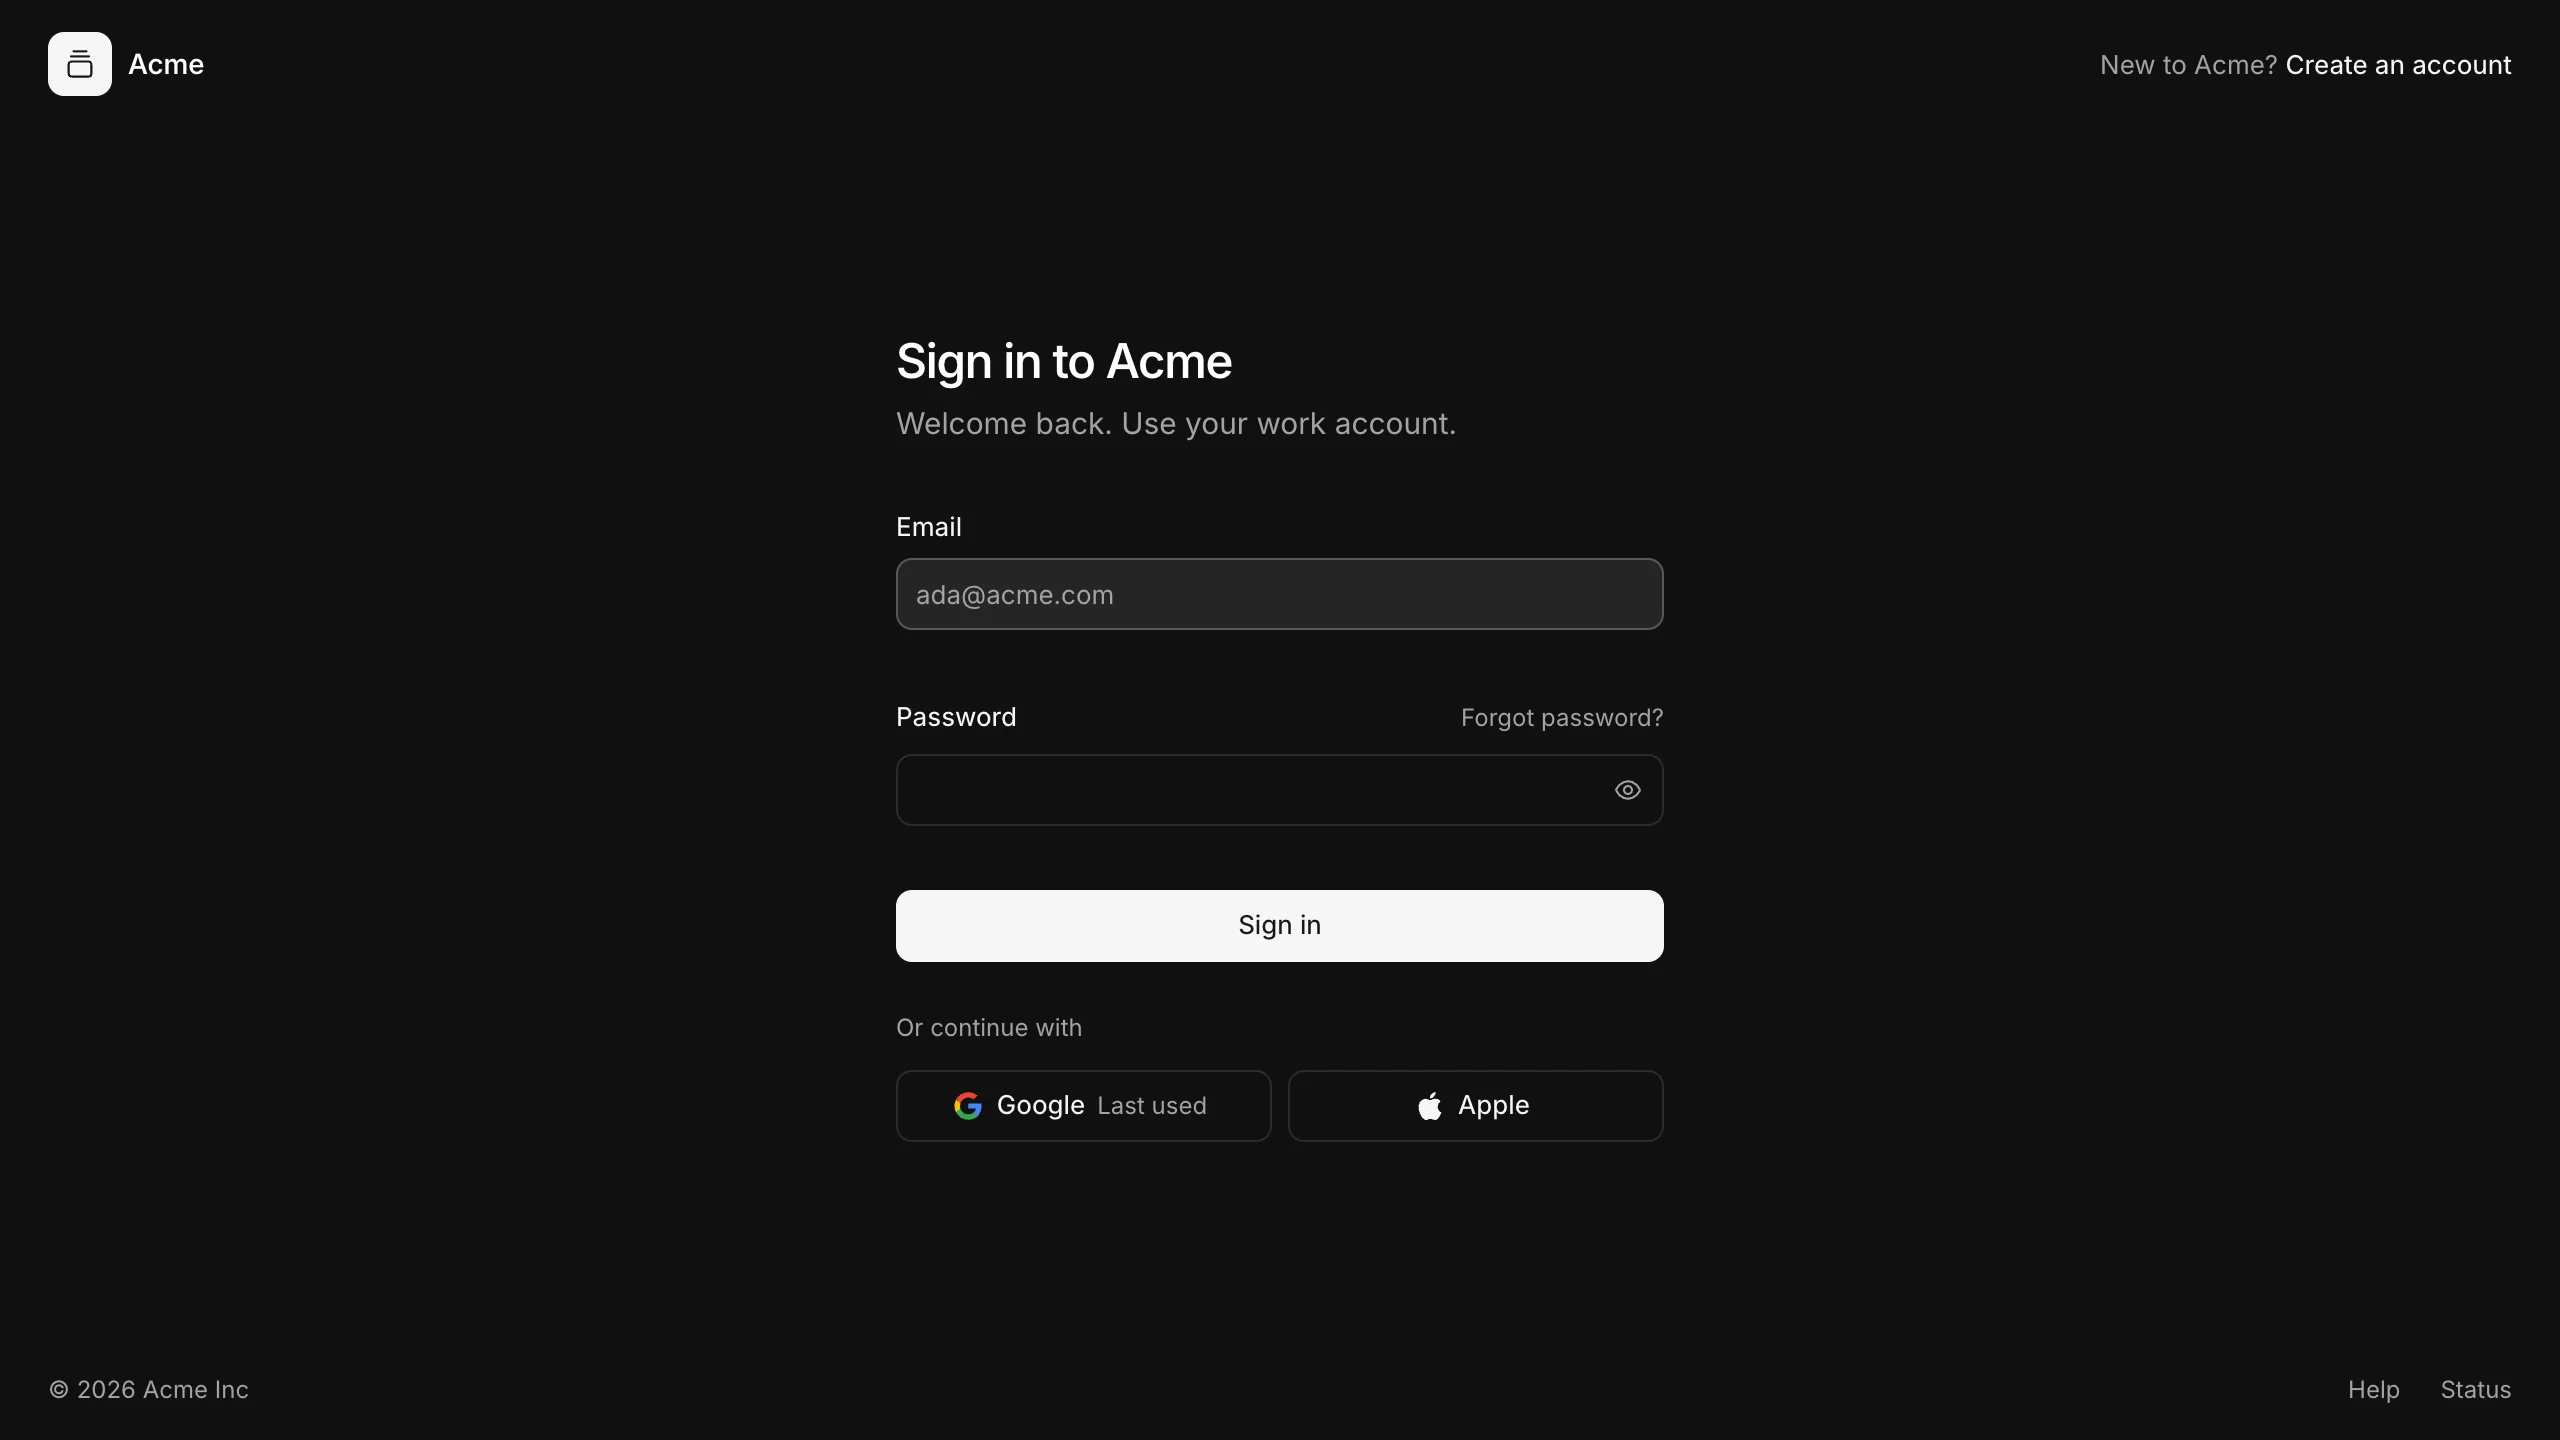 Acme
New to Acme? Create an account
Sign in to Acme
Welcome back. Use your work account.
Email
ada@acme.com
Password
Forgot password?
Sign in
Or continue with
Google Last used
Apple
© 2026 Acme Inc
Help
Status